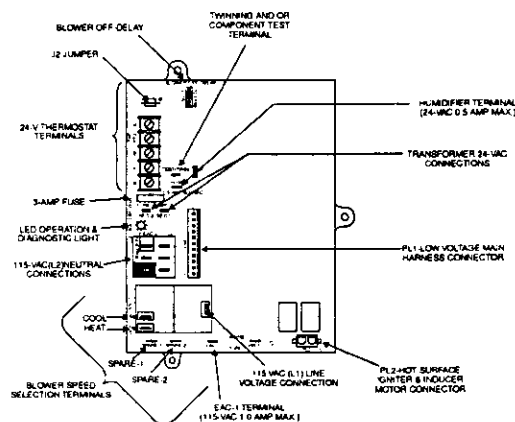 TWINNING AND/OR
COMPONENT TEST
TERMINAL
BLOWER OFF-DELAY
J2 JUMPER
HUMIDIFIER TERMINAL
(24-VAC 0.5 AMP MAX.)
24-V THERMOSTAT
TERMINALS
TRANSFORMER 24-VAC
CONNECTIONS
3-AMP FUSE
LED OPERATION &
DIAGNOSTIC LIGHT
115-VAC(L2)NEUTRAL
CONNECTIONS
PL1-LOW VOLTAGE MAIN
HARNESS CONNECTOR
COOL
HEAT
SPARE-1
SPARE-2
115 VAC (L1) LINE
VOLTAGE CONNECTION
PL2-HOT SURFACE
IGNITER & INDUCER
MOTOR CONNECTOR
BLOWER SPEED
SELECTION TERMINALS
EAC-1 TERMINAL
(115-VAC 1.0 AMP MAX.)